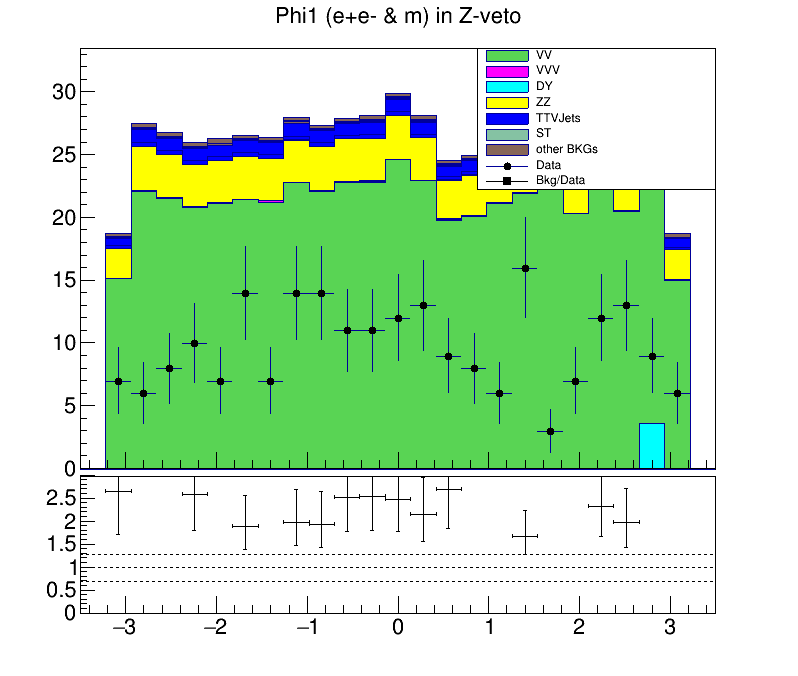 Phi1 (e+e- & m) in Z-veto
VV
VVV
DY
ZZ
TTVJets
ST
other BKGs
Data
Bkg/Data
30
25
20
15
10
5
0
2.5
2
1.5
1
0.5
0
−3 −2 −1 0 1 2 3